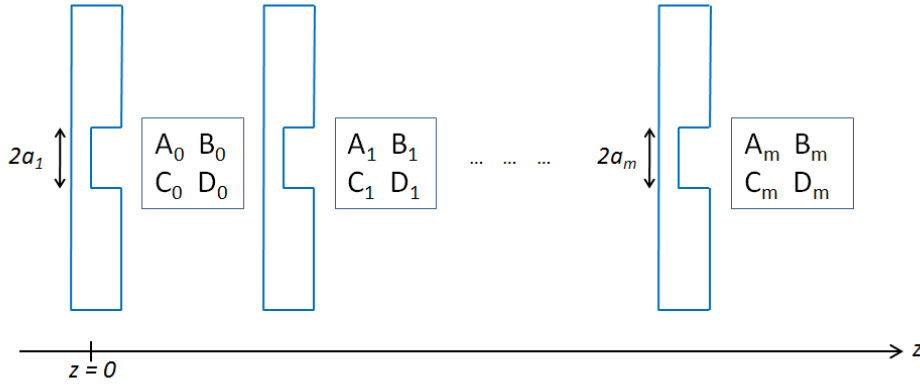 2a₁
A₀ B₀
C₀ D₀
A₁ B₁
C₁ D₁
... ... ...
2aₘ
Aₘ Bₘ
Cₘ Dₘ
z
z = 0